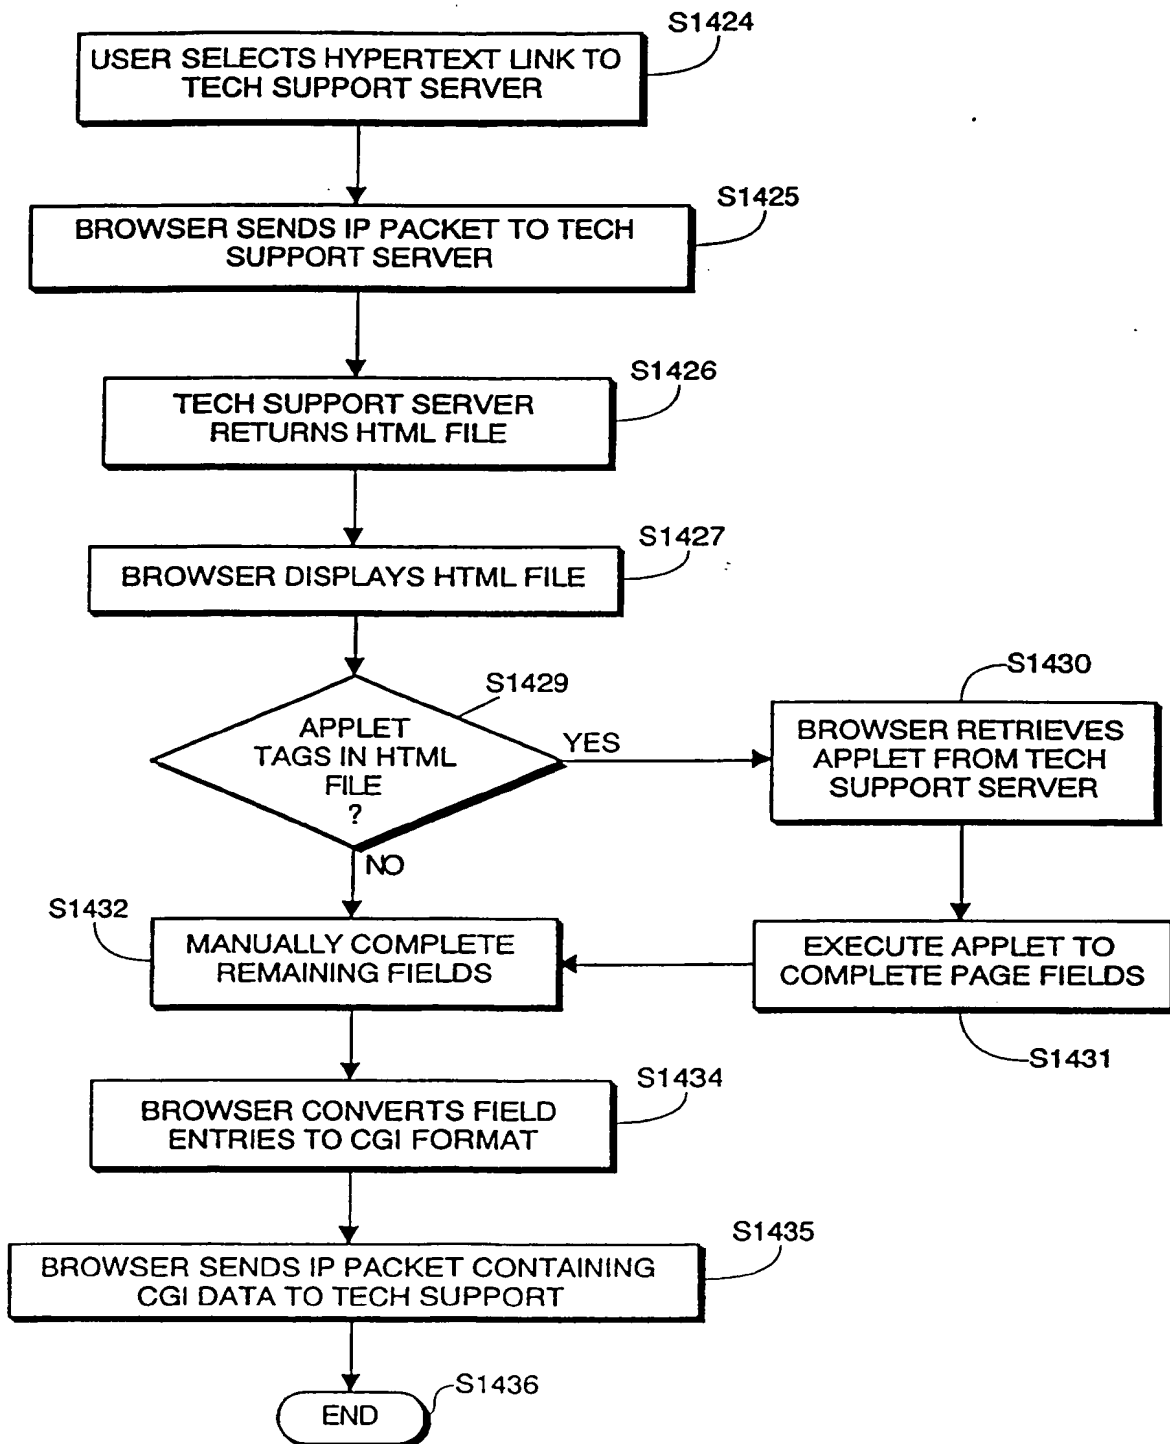 S1424
USER SELECTS HYPERTEXT LINK TO
TECH SUPPORT SERVER
S1425
BROWSER SENDS IP PACKET TO TECH
SUPPORT SERVER
S1426
TECH SUPPORT SERVER
RETURNS HTML FILE
S1427
BROWSER DISPLAYS HTML FILE
S1429
APPLET
TAGS IN HTML
FILE
?
YES
NO
S1430
BROWSER RETRIEVES
APPLET FROM TECH
SUPPORT SERVER
EXECUTE APPLET TO
COMPLETE PAGE FIELDS
S1431
S1432
MANUALLY COMPLETE
REMAINING FIELDS
S1434
BROWSER CONVERTS FIELD
ENTRIES TO CGI FORMAT
S1435
BROWSER SENDS IP PACKET CONTAINING
CGI DATA TO TECH SUPPORT
S1436
END